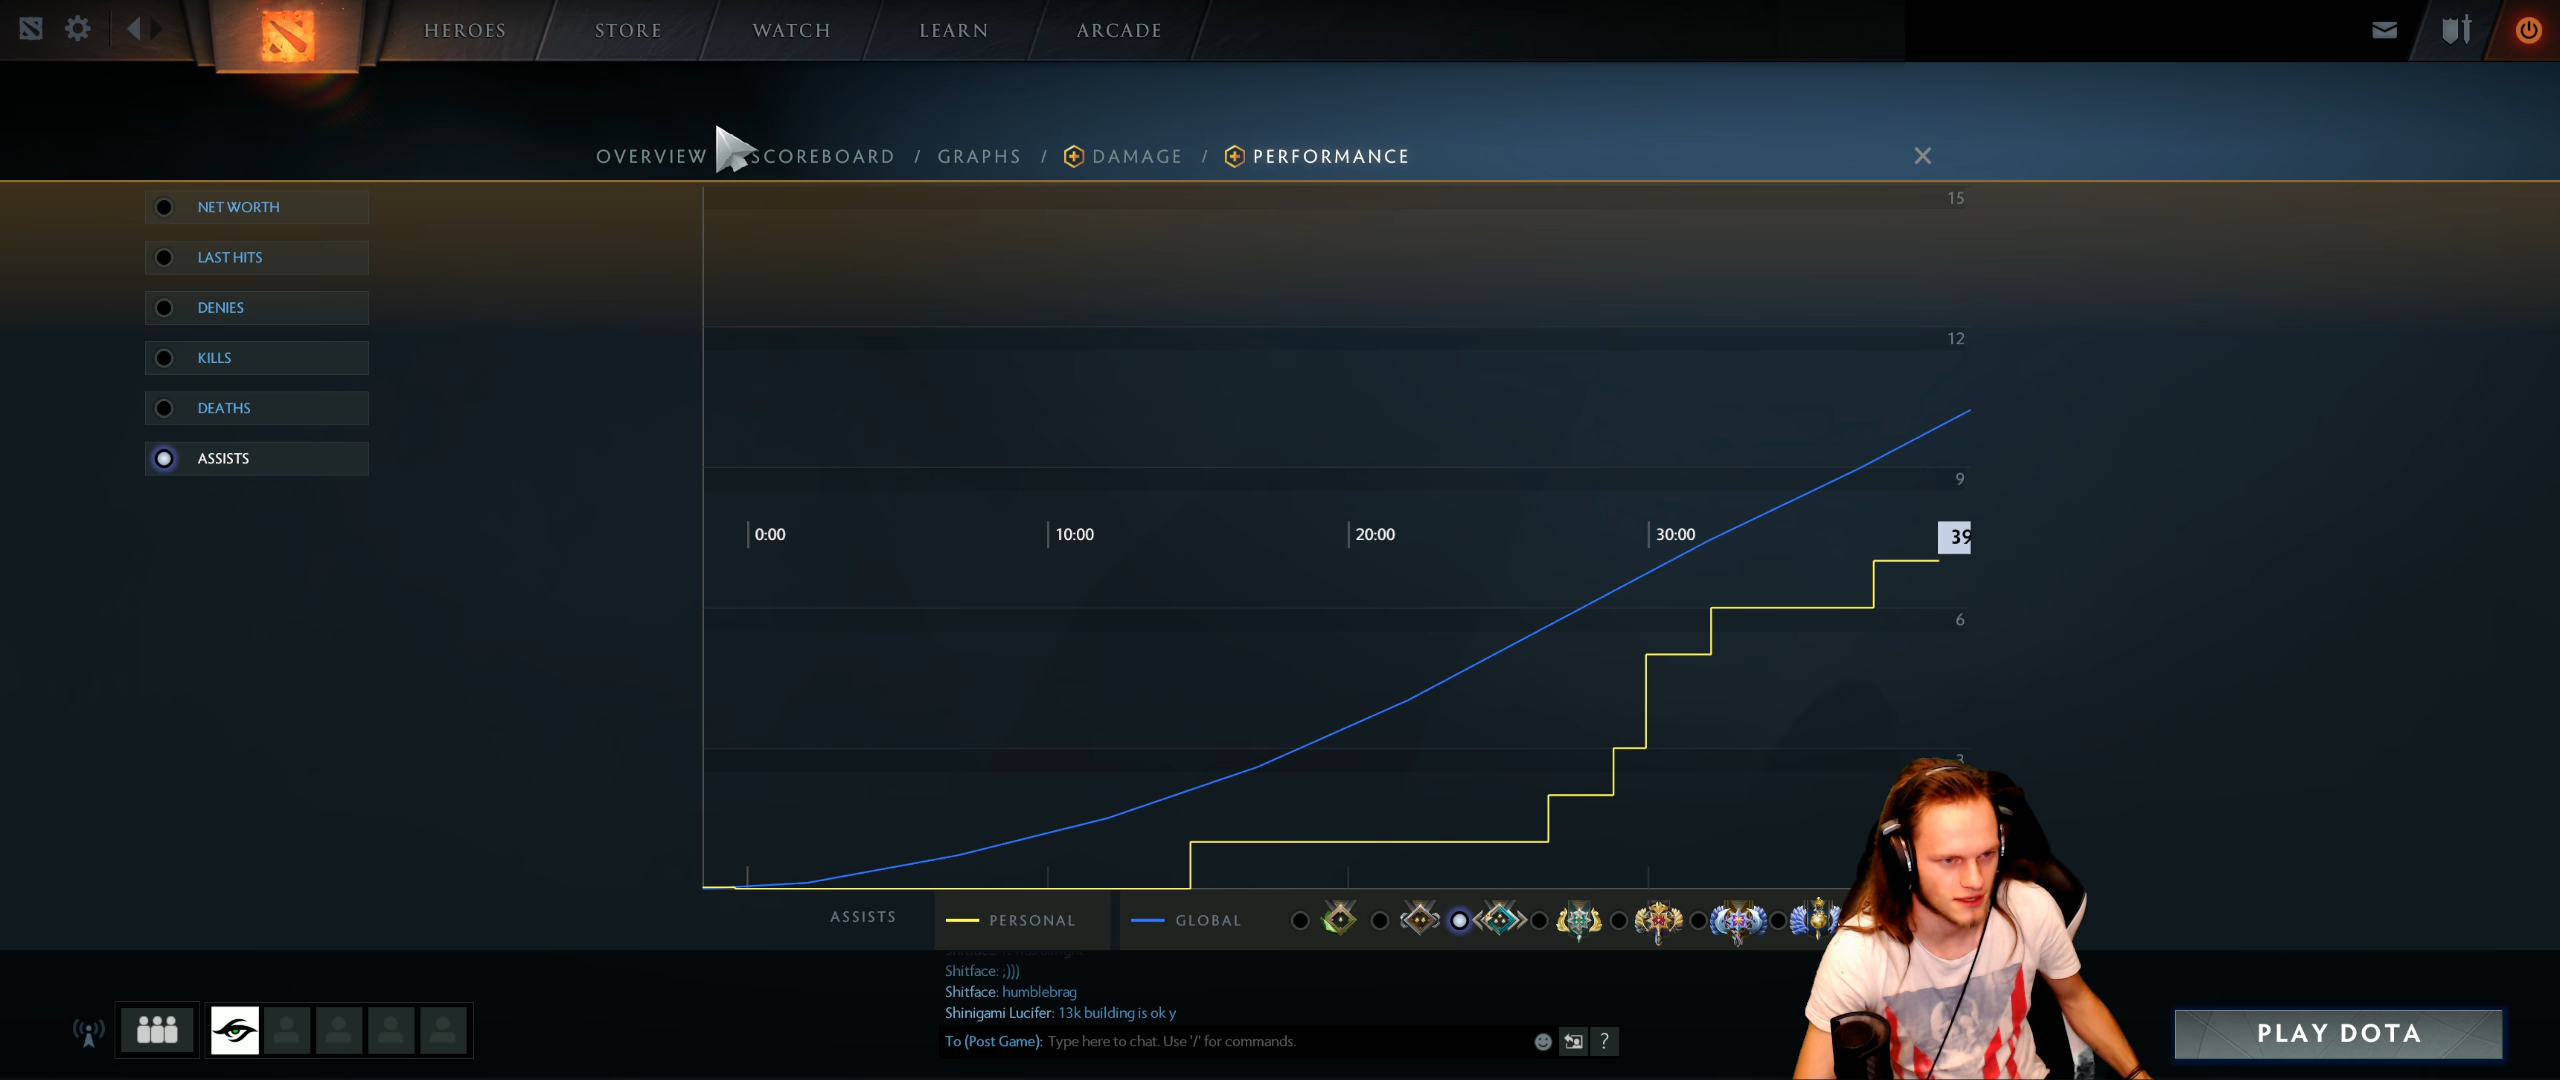 HEROES STORE WATCH LEARN ARCADE
OVERVIEW SCOREBOARD / GRAPHS / DAMAGE / PERFORMANCE
NET WORTH
LAST HITS
DENIES
KILLS
DEATHS
ASSISTS
15
12
9
0:00 10:00 20:00 30:00 39
6
3
ASSISTS PERSONAL GLOBAL
Shitface: ;)))
Shitface: humblebrag
Shinigami Lucifer: 13k building is ok y
To (Post Game): Type here to chat. Use '/' for commands.
?
PLAY DOTA